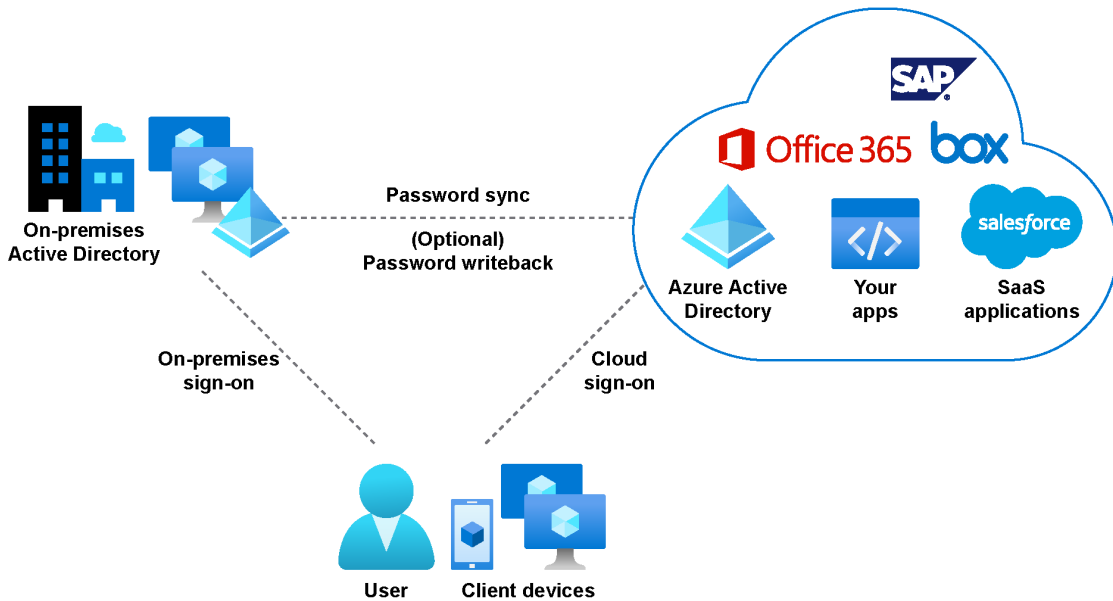 SAP
®
Office 365
box
On-premises
Active Directory
Password sync
(Optional)
Password writeback
salesforce
Azure Active
Directory
Your
apps
SaaS
applications
On-premises
sign-on
Cloud
sign-on
User
Client devices